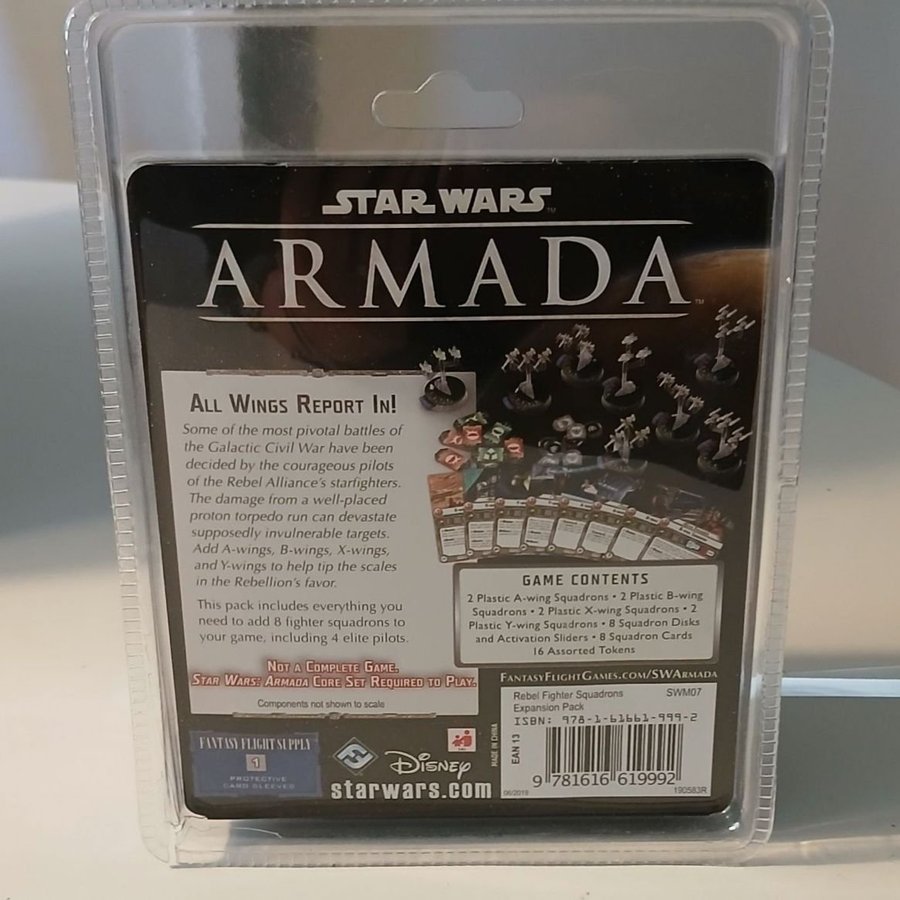 STAR WARS™
ARMADA™
ALL WINGS REPORT IN!
Some of the most pivotal battles of
the Galactic Civil War have been
decided by the courageous pilots
of the Rebel Alliance's starfighters.
The damage from a well-placed
proton torpedo run can devastate
supposedly invulnerable targets.
Add A-wings, B-wings, X-wings,
and Y-wings to help tip the scales
in the Rebellion's favor.
This pack includes everything you
need to add 8 fighter squadrons to
your game, including 4 elite pilots.
NOT A COMPLETE GAME.
STAR WARS: ARMADA CORE SET REQUIRED TO PLAY.
Components not shown to scale
GAME CONTENTS
2 Plastic A-wing Squadrons • 2 Plastic B-wing
Squadrons • 2 Plastic X-wing Squadrons • 2
Plastic Y-wing Squadrons • 8 Squadron Disks
and Activation Sliders • 8 Squadron Cards
16 Assorted Tokens
FANTASYFLIGHTGAMES.COM/SWARMADA
Rebel Fighter Squadrons SWM07
Expansion Pack
ISBN: 978-1-61661-999-2
EAN 13
9 781616 619992
06/2019 190583R
MADE IN CHINA
FANTASY FLIGHT SUPPLY
1
PROTECTIVE
CARD SLEEVES
DISNEY
starwars.com